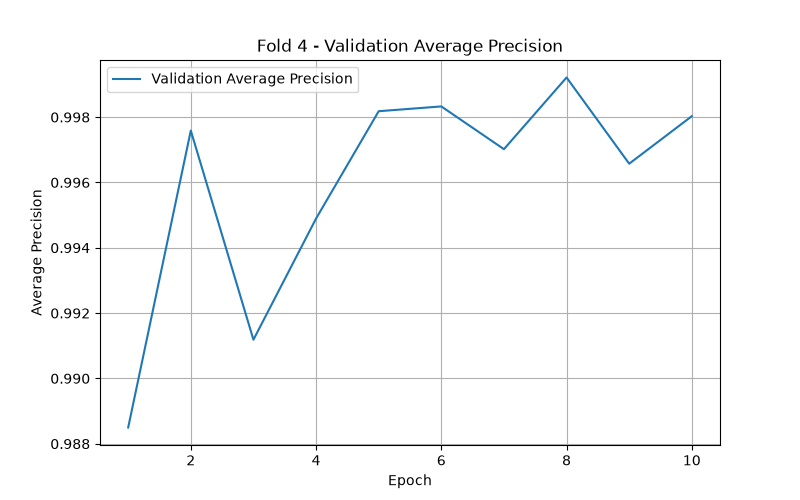 Fold 4 - Validation Average Precision
Validation Average Precision
Average Precision
0.998
0.996
0.994
0.992
0.990
0.988
2 4 6 8 10
Epoch